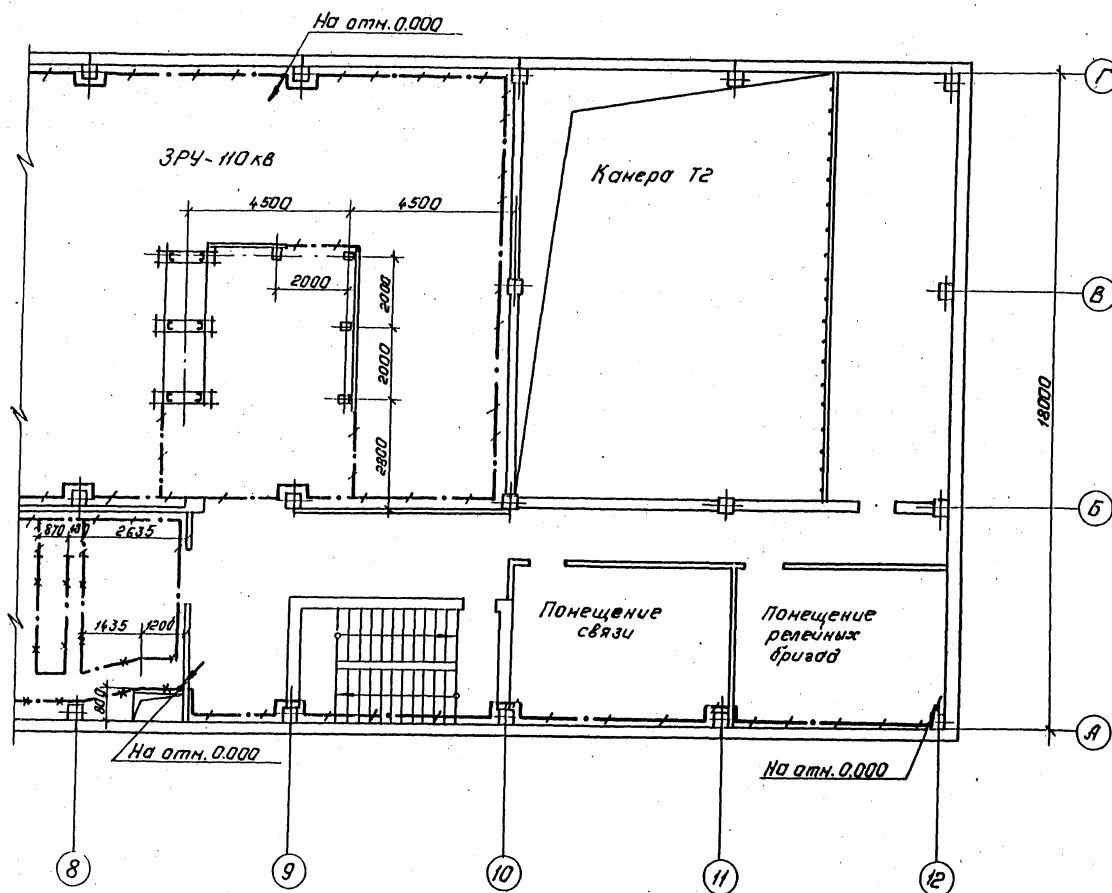 На отм. 0.000
Г
ЗРУ-110 кв
Камера Т2
4500
4500
2000
2000
2000
2800
В
18000
Б
870
2635
1435
1200
800
Помещение
связи
Помещение
релейных
бригад
На отм. 0.000
На отм. 0.000
А
8
9
10
11
12